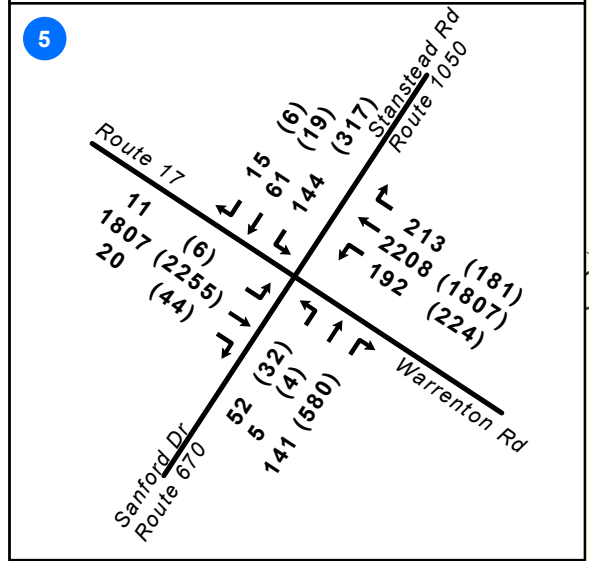 5
Stanstead Rd
Route 1050
Route 17
15 (6)
61 (19)
144 (317)
11 (6)
1807 (2255)
20 (44)
213 (181)
2208 (1807)
192 (224)
52 (32)
5 (4)
141 (580)
Warrenton Rd
Sanford Dr
Route 670